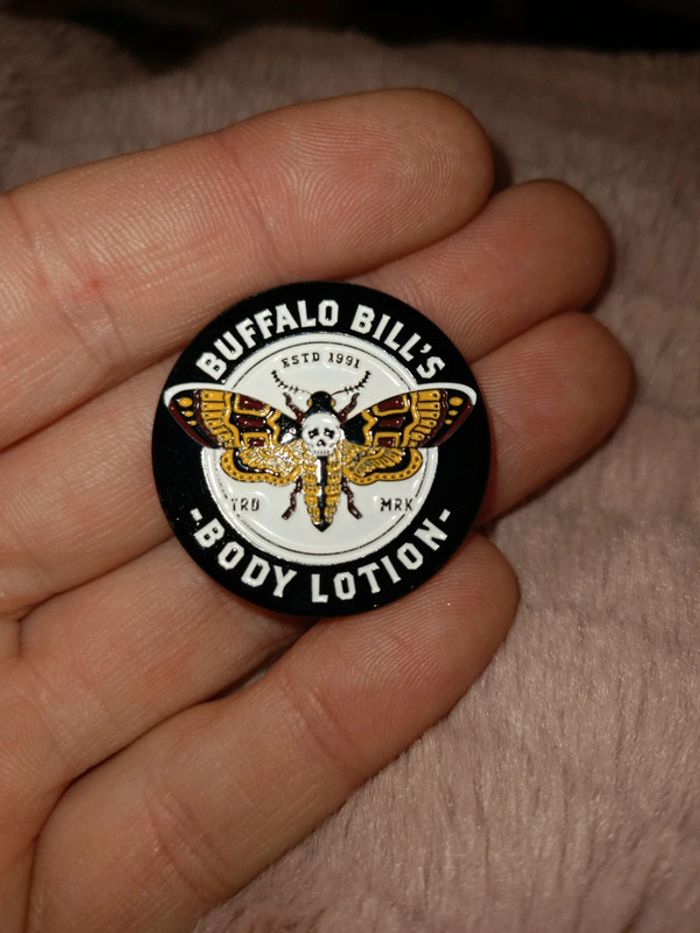 BUFFALO BILL'S
ESTD 1991
TRD MRK
-BODY LOTION-